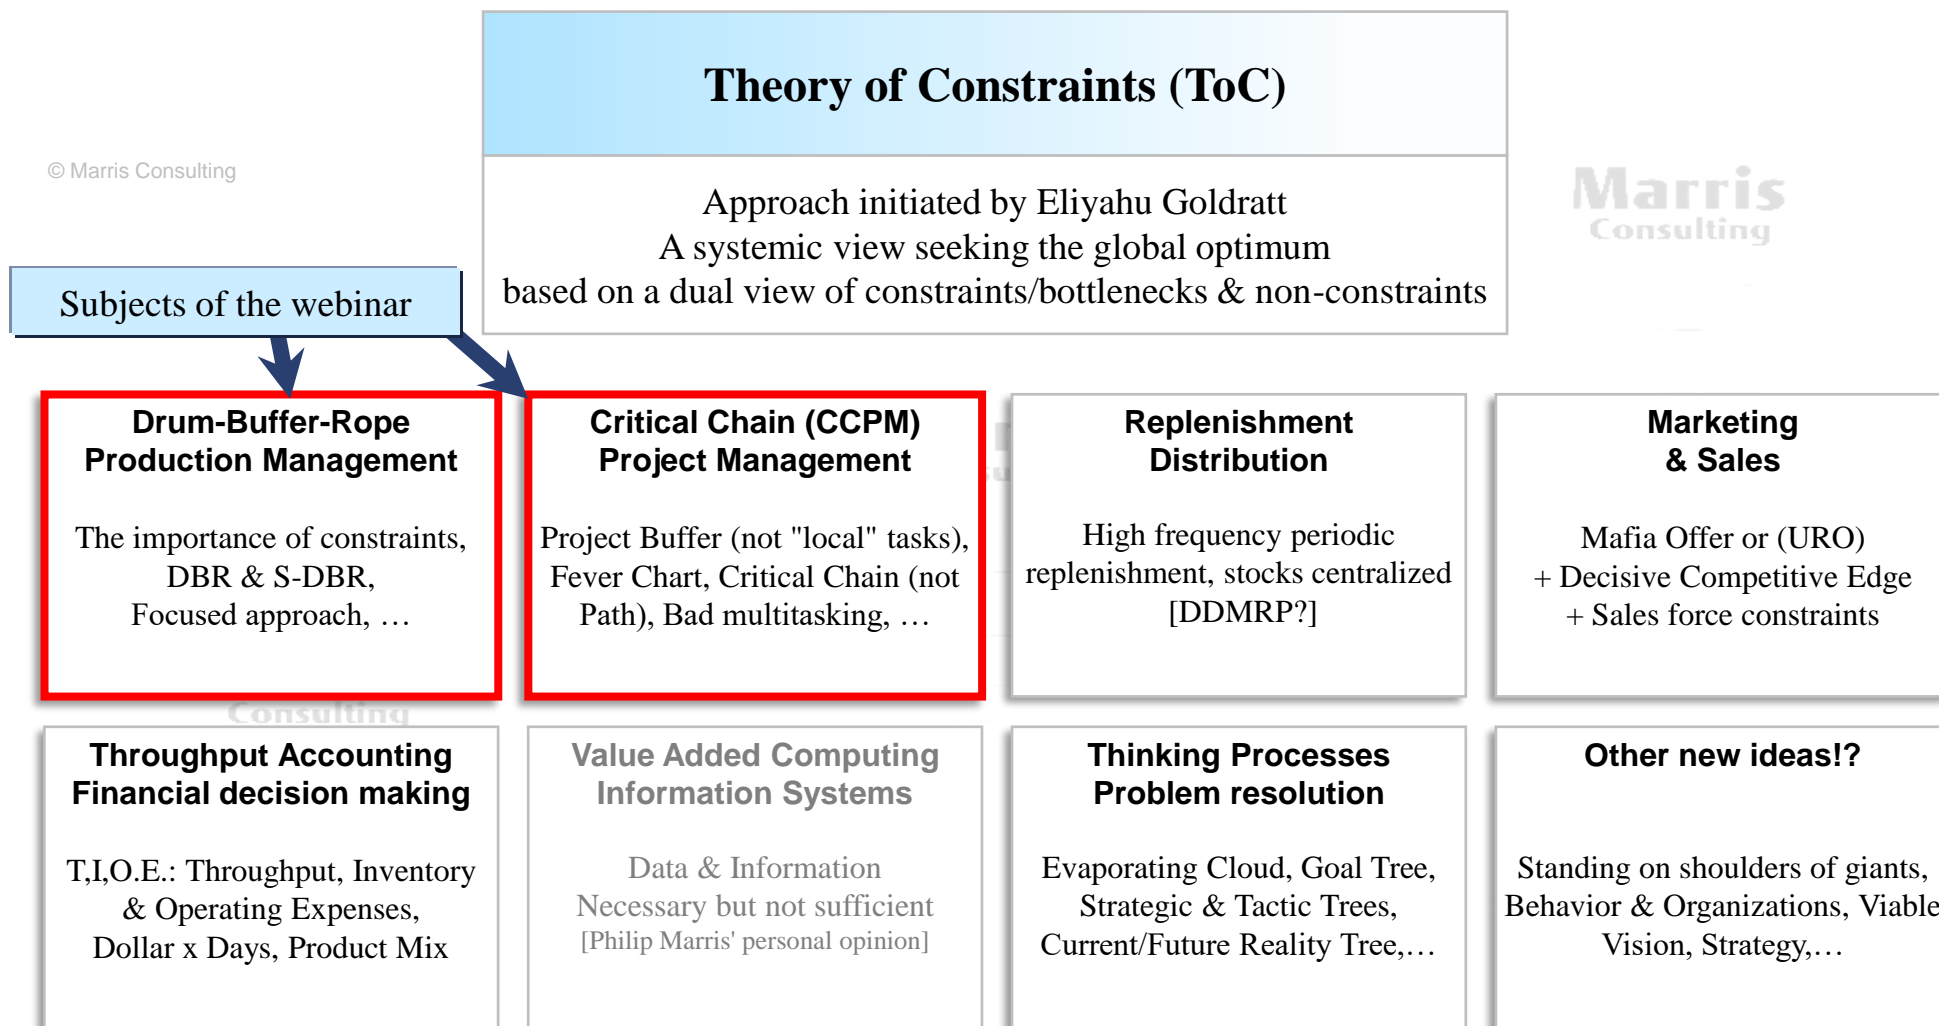 Theory of Constraints (ToC)
© Marris Consulting
Approach initiated by Eliyahu Goldratt
A systemic view seeking the global optimum
based on a dual view of constraints/bottlenecks & non-constraints
Marris
Consulting
Subjects of the webinar
Drum-Buffer-Rope
Production Management
The importance of constraints,
DBR & S-DBR,
Focused approach, …
Critical Chain (CCPM)
Project Management
Project Buffer (not "local" tasks),
Fever Chart, Critical Chain (not
Path), Bad multitasking, …
Replenishment
Distribution
High frequency periodic
replenishment, stocks centralized
[DDMRP?]
Marketing
& Sales
Mafia Offer or (URO)
+ Decisive Competitive Edge
+ Sales force constraints
Consulting
Throughput Accounting
Financial decision making
T,I,O.E.: Throughput, Inventory
& Operating Expenses,
Dollar x Days, Product Mix
Value Added Computing
Information Systems
Data & Information
Necessary but not sufficient
[Philip Marris' personal opinion]
Thinking Processes
Problem resolution
Evaporating Cloud, Goal Tree,
Strategic & Tactic Trees,
Current/Future Reality Tree,…
Other new ideas!?
Standing on shoulders of giants,
Behavior & Organizations, Viable
Vision, Strategy,…